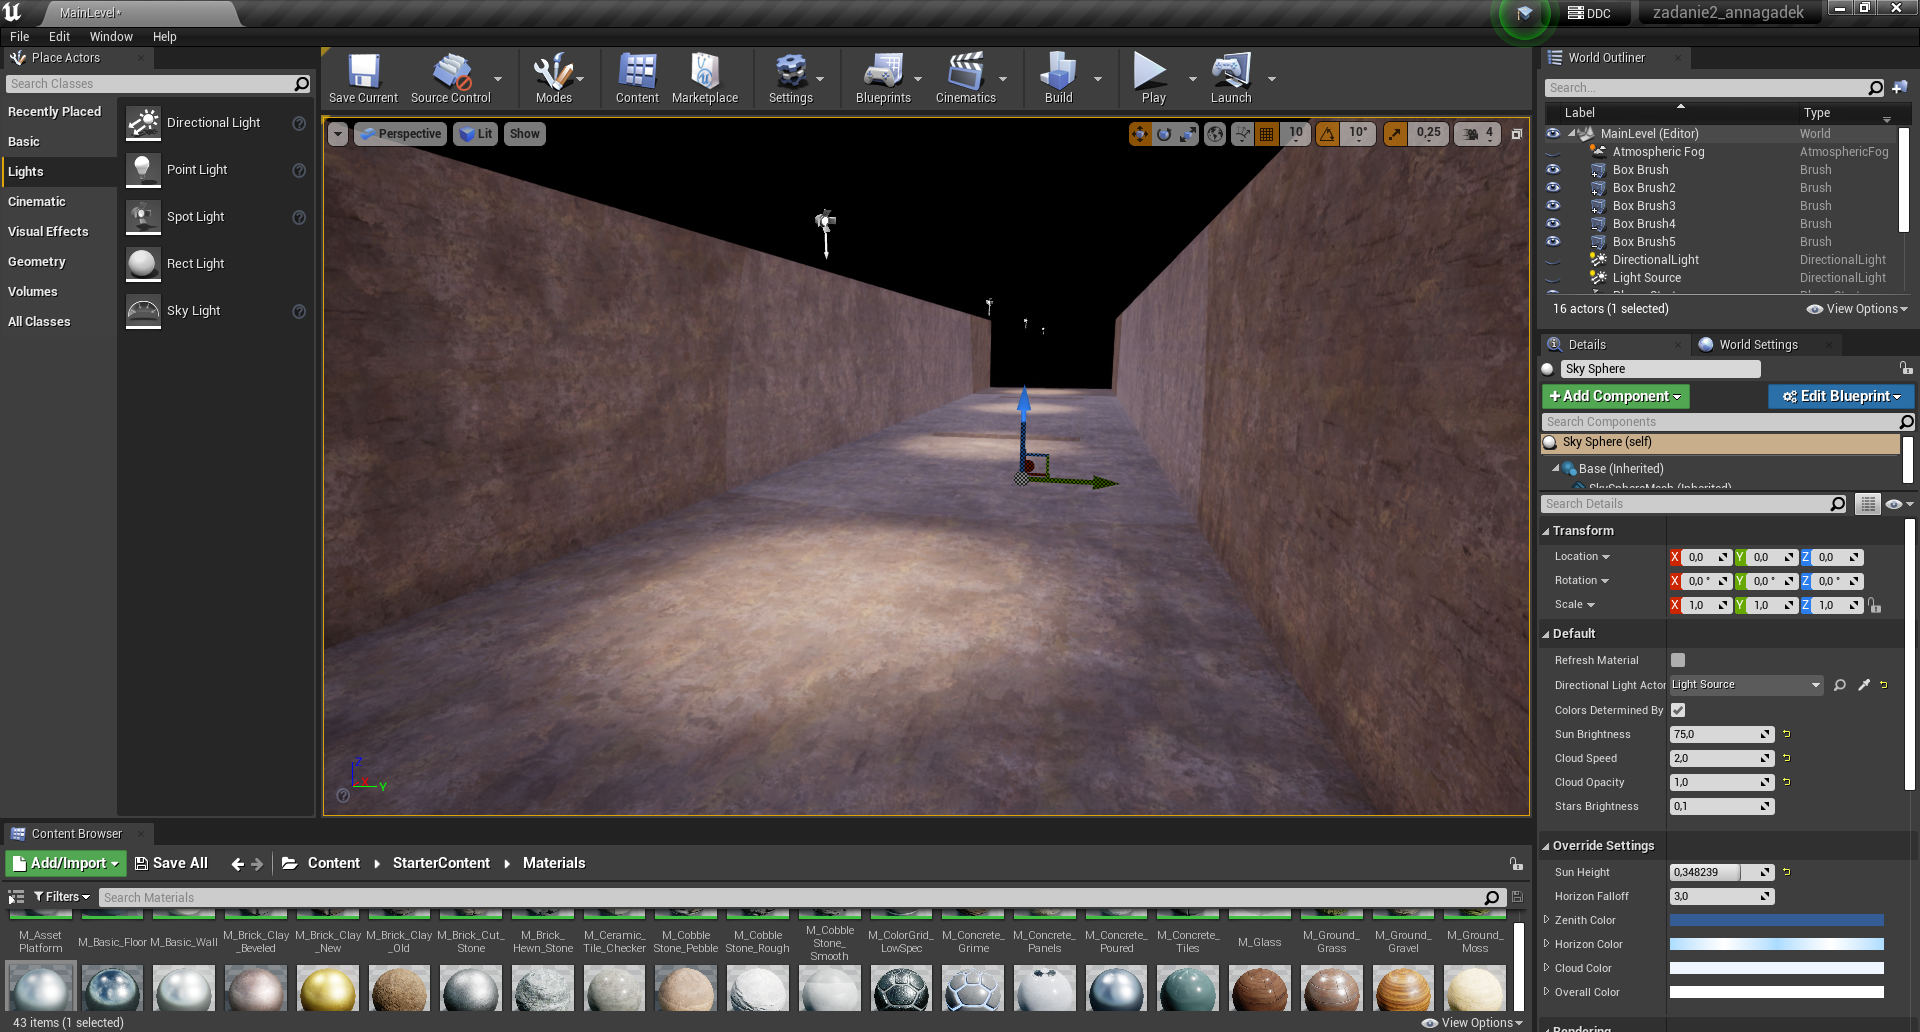 MainLevel*
DDC
zadanie2_annagadek
File Edit Window Help
Place Actors
Search Classes
Recently Placed
Basic
Lights
Cinematic
Visual Effects
Geometry
Volumes
All Classes
Directional Light
Point Light
Spot Light
Rect Light
Sky Light
Save Current
Source Control
Modes
Content
Marketplace
Settings
Blueprints
Cinematics
Build
Play
Launch
Perspective
Lit
Show
10
10°
0,25
4
Z
X
Y
World Outliner
Search...
Label Type
MainLevel (Editor) World
Atmospheric Fog AtmosphericFog
Box Brush Brush
Box Brush2 Brush
Box Brush3 Brush
Box Brush4 Brush
Box Brush5 Brush
DirectionalLight DirectionalLight
Light Source DirectionalLight
16 actors (1 selected) View Options
Details
World Settings
Sky Sphere
+Add Component
Edit Blueprint
Search Components
Sky Sphere (self)
Base (Inherited)
SkySphereMesh (Inherited)
Search Details
Transform
Location X 0,0 Y 0,0 Z 0,0
Rotation X 0,0 ° Y 0,0 ° Z 0,0 °
Scale X 1,0 Y 1,0 Z 1,0
Default
Refresh Material
Directional Light Actor Light Source
Colors Determined By
Sun Brightness 75,0
Cloud Speed 2,0
Cloud Opacity 1,0
Stars Brightness 0,1
Override Settings
Sun Height 0,348239
Horizon Falloff 3,0
Zenith Color
Horizon Color
Cloud Color
Overall Color
Rendering
Content Browser
Add/Import Save All Content StarterContent Materials
Filters Search Materials
M_Asset
Platform
M_Basic_Floor
M_Basic_Wall
M_Brick_Clay
_Beveled
M_Brick_Clay
_New
M_Brick_Clay
_Old
M_Brick_Cut_
Stone
M_Brick_
Hewn_Stone
M_Ceramic_
Tile_Checker
M_Cobble
Stone_Pebble
M_Cobble
Stone_Rough
M_Cobble
Stone_
Smooth
M_ColorGrid_
LowSpec
M_Concrete_
Grime
M_Concrete_
Panels
M_Concrete_
Poured
M_Concrete_
Tiles
M_Glass
M_Ground_
Grass
M_Ground_
Gravel
M_Ground_
Moss
43 items (1 selected)
View Options